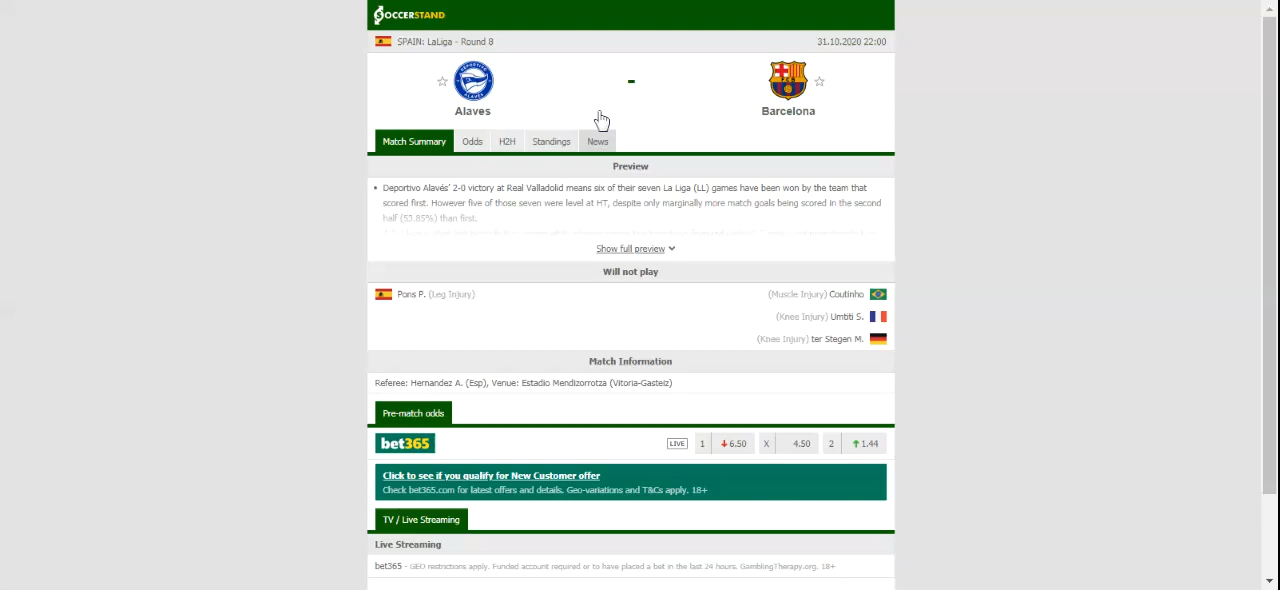 SOCCERSTAND
SPAIN: LaLiga - Round 8 31.10.2020 22:00
-
Alaves Barcelona
Match Summary Odds H2H Standings News
Preview
• Deportivo Alavés' 2-0 victory at Real Valladolid means six of their seven La Liga (LL) games have been won by the team that
scored first. However five of those seven were level at HT, despite only marginally more match goals being scored in the second
half (53.85%) than first.
Show full preview
Will not play
Pons P. (Leg Injury) (Muscle Injury) Coutinho
(Knee Injury) Umtiti S.
(Knee Injury) ter Stegen M.
Match Information
Referee: Hernandez A. (Esp), Venue: Estadio Mendizorrotza (Vitoria-Gasteiz)
Pre-match odds
bet365 LIVE 1 6.50 X 4.50 2 1.44
Click to see if you qualify for New Customer offer
Check bet365.com for latest offers and details. Geo-variations and T&Cs apply. 18+
TV / Live Streaming
Live Streaming
bet365 - GEO restrictions apply. Funded account required or to have placed a bet in the last 24 hours. GamblingTherapy.org. 18+